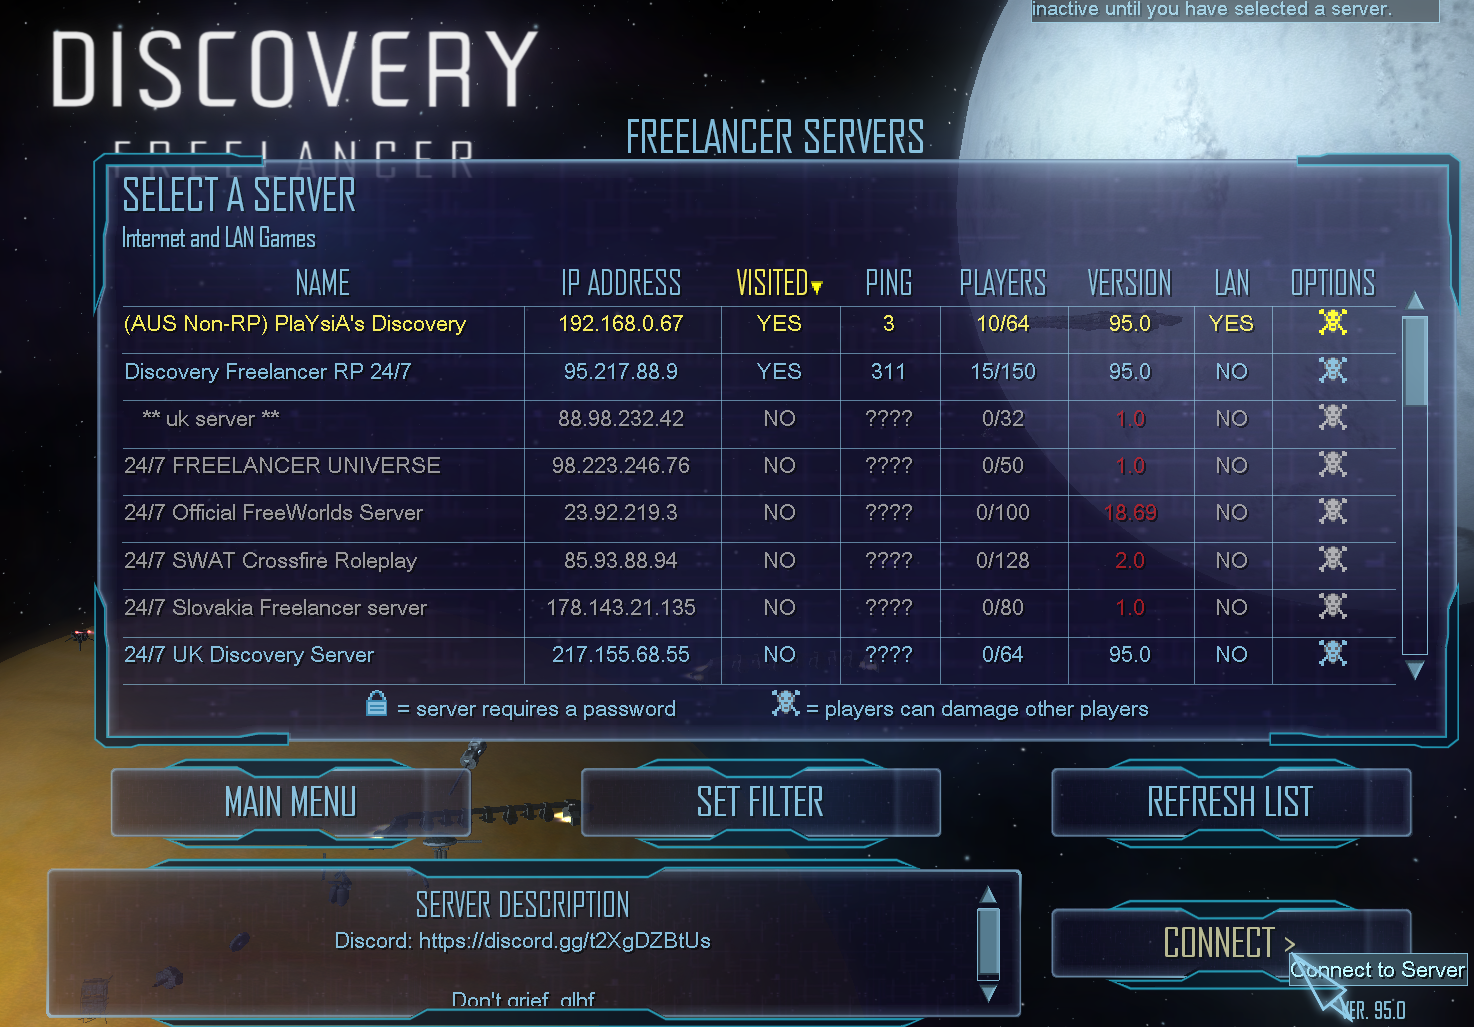 inactive until you have selected a server.
DISCOVERY
FREELANCER
FREELANCER SERVERS
SELECT A SERVER
Internet and LAN Games
NAME IP ADDRESS VISITED PING PLAYERS VERSION LAN OPTIONS
(AUS Non-RP) PlaYsiA's Discovery 192.168.0.67 YES 3 10/64 95.0 YES
Discovery Freelancer RP 24/7 95.217.88.9 YES 311 15/150 95.0 NO
** uk server ** 88.98.232.42 NO ???? 0/32 1.0 NO
24/7 FREELANCER UNIVERSE 98.223.246.76 NO ???? 0/50 1.0 NO
24/7 Official FreeWorlds Server 23.92.219.3 NO ???? 0/100 18.69 NO
24/7 SWAT Crossfire Roleplay 85.93.88.94 NO ???? 0/128 2.0 NO
24/7 Slovakia Freelancer server 178.143.21.135 NO ???? 0/80 1.0 NO
24/7 UK Discovery Server 217.155.68.55 NO ???? 0/64 95.0 NO
= server requires a password = players can damage other players
MAIN MENU SET FILTER REFRESH LIST
SERVER DESCRIPTION
Discord: https://discord.gg/t2XgDZBtUs
Don't grief, glhf
CONNECT >
Connect to Server
VER. 95.0